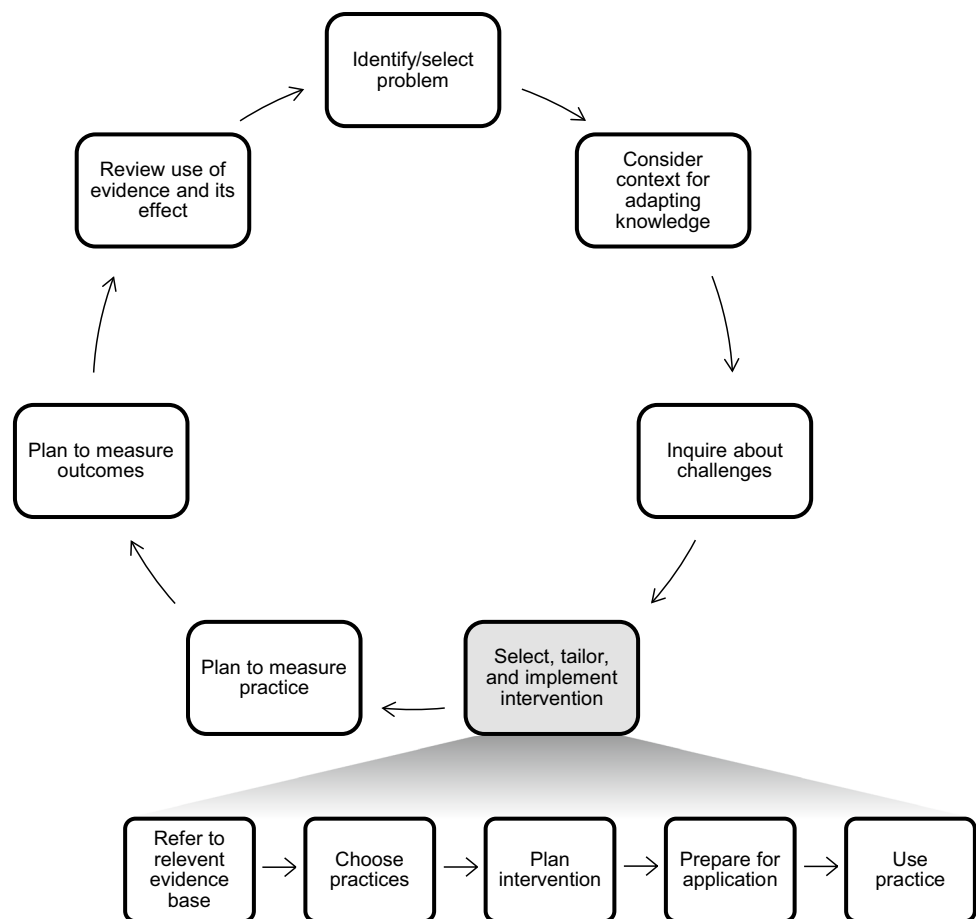 Identify/select
problem
Consider
context for
adapting
knowledge
Inquire about
challenges
Select, tailor,
and implement
intervention
Plan to measure
practice
Plan to measure
outcomes
Review use of
evidence and its
effect
Refer to
relevent
evidence
base
Choose
practices
Plan
intervention
Prepare for
application
Use
practice